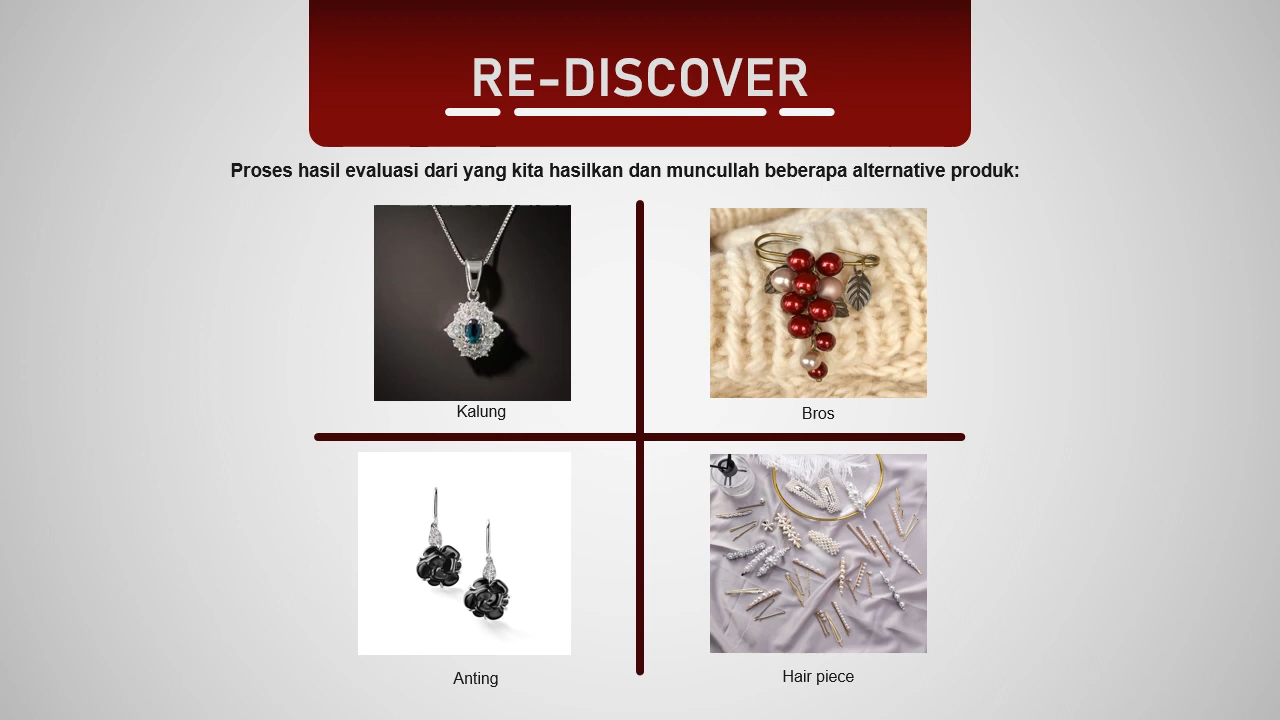 RE-DISCOVER
Proses hasil evaluasi dari yang kita hasilkan dan muncullah beberapa alternative produk:
Kalung
Bros
Anting
Hair piece